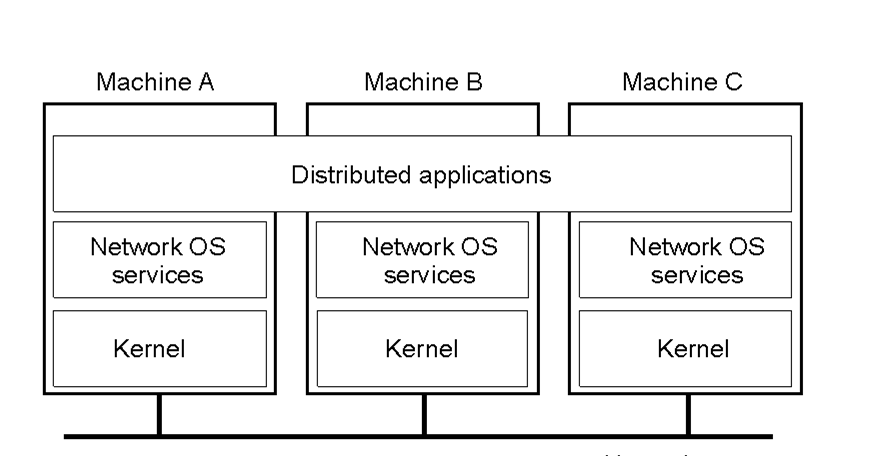 Machine A
Machine B
Machine C
Distributed applications
Network OS
services
Network OS
services
Network OS
services
Kernel
Kernel
Kernel